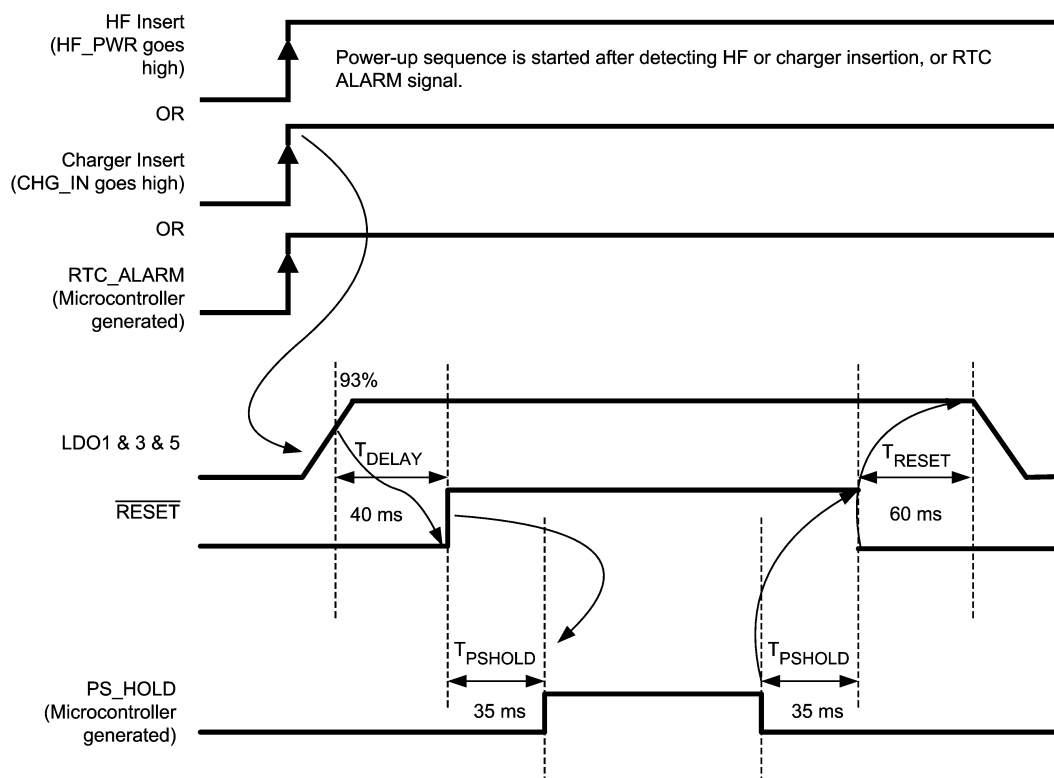 HF Insert
(HF_PWR goes
high)
Power-up sequence is started after detecting HF or charger insertion, or RTC
ALARM signal.
OR
Charger Insert
(CHG_IN goes high)
OR
RTC_ALARM
(Microcontroller
generated)
93%
LDO1 & 3 & 5
TDELAY
TRESET
RESET
40 ms
60 ms
TPSHOLD
TPSHOLD
PS_HOLD
(Microcontroller
generated)
35 ms
35 ms